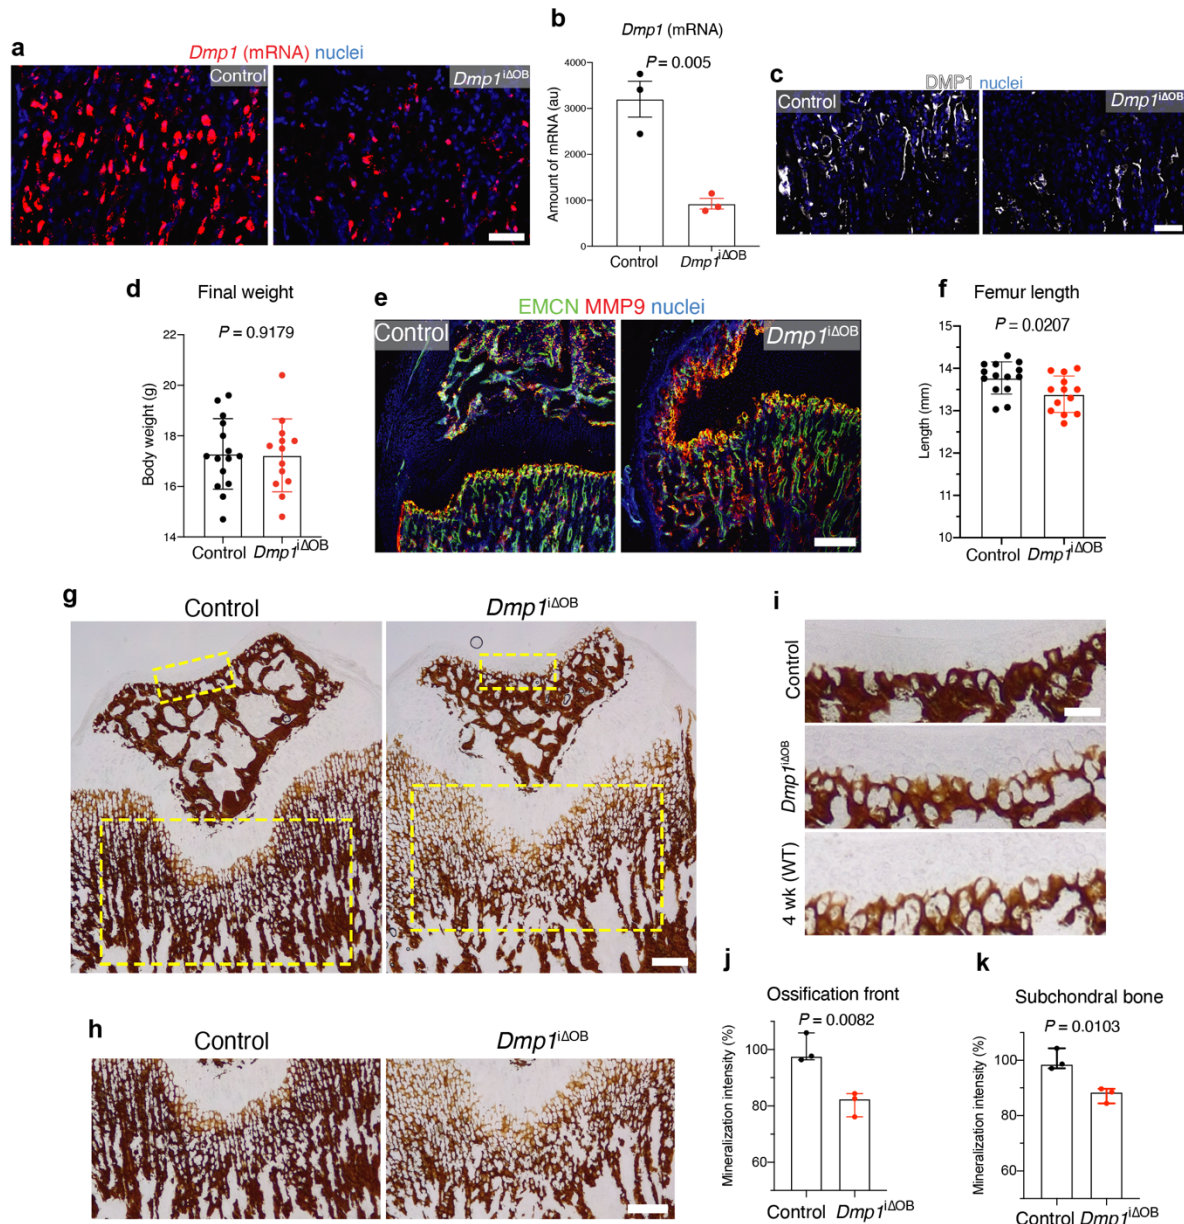 a
Dmp1 (mRNA) nuclei
Control
Dmp1iΔOB
b
Dmp1 (mRNA)
P = 0.005
Amount of mRNA (au)
4000
3000
2000
1000
0
Control
Dmp1iΔOB
c
DMP1 nuclei
Control
Dmp1iΔOB
d
Final weight
P = 0.9179
Body weight (g)
22
20
18
16
14
Control
Dmp1iΔOB
e
EMCN MMP9 nuclei
Control
Dmp1iΔOB
f
Femur length
P = 0.0207
Length (mm)
15
14
13
12
11
10
Control
Dmp1iΔOB
g
Control
Dmp1iΔOB
h
Control
Dmp1iΔOB
i
Control
Dmp1iΔOB
4 wk (WT)
j
Ossification front
P = 0.0082
Mineralization intensity (%)
100
80
60
Control
Dmp1iΔOB
k
Subchondral bone
P = 0.0103
Mineralization intensity (%)
100
80
60
Control
Dmp1iΔOB